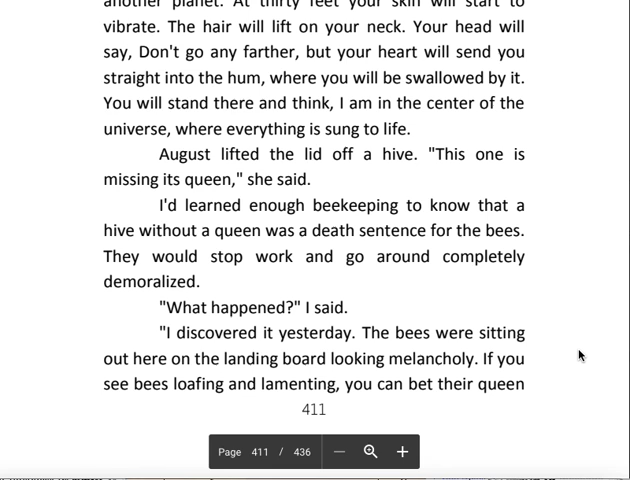 another planet. At thirty feet your skin will start to
vibrate. The hair will lift on your neck. Your head will
say, Don't go any farther, but your heart will send you
straight into the hum, where you will be swallowed by it.
You will stand there and think, I am in the center of the
universe, where everything is sung to life.
August lifted the lid off a hive. "This one is
missing its queen," she said.
I'd learned enough beekeeping to know that a
hive without a queen was a death sentence for the bees.
They would stop work and go around completely
demoralized.
"What happened?" I said.
"I discovered it yesterday. The bees were sitting
out here on the landing board looking melancholy. If you
see bees loafing and lamenting, you can bet their queen
411
Page 411 / 436